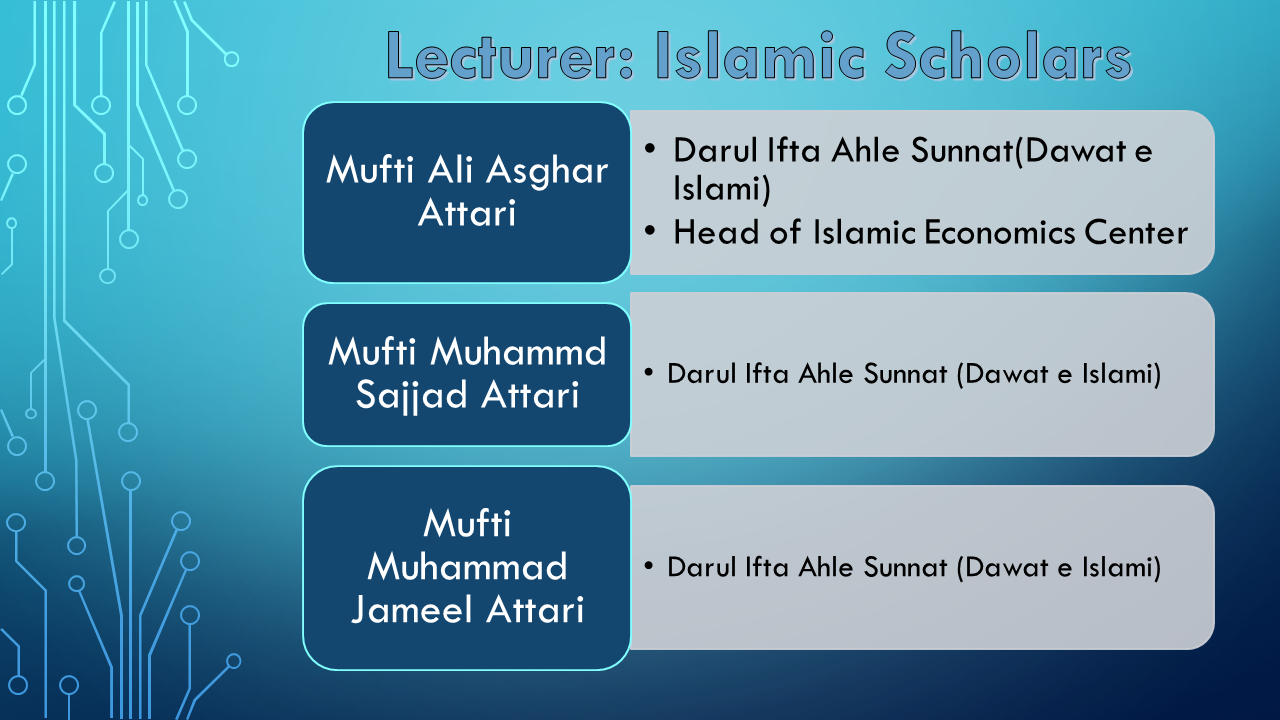 Lecturer: Islamic Scholars
Mufti Ali Asghar
Attari
• Darul Ifta Ahle Sunnat(Dawat e
Islami)
• Head of Islamic Economics Center
Mufti Muhammd
Sajjad Attari
• Darul Ifta Ahle Sunnat (Dawat e Islami)
Mufti
Muhammad
Jameel Attari
• Darul Ifta Ahle Sunnat (Dawat e Islami)